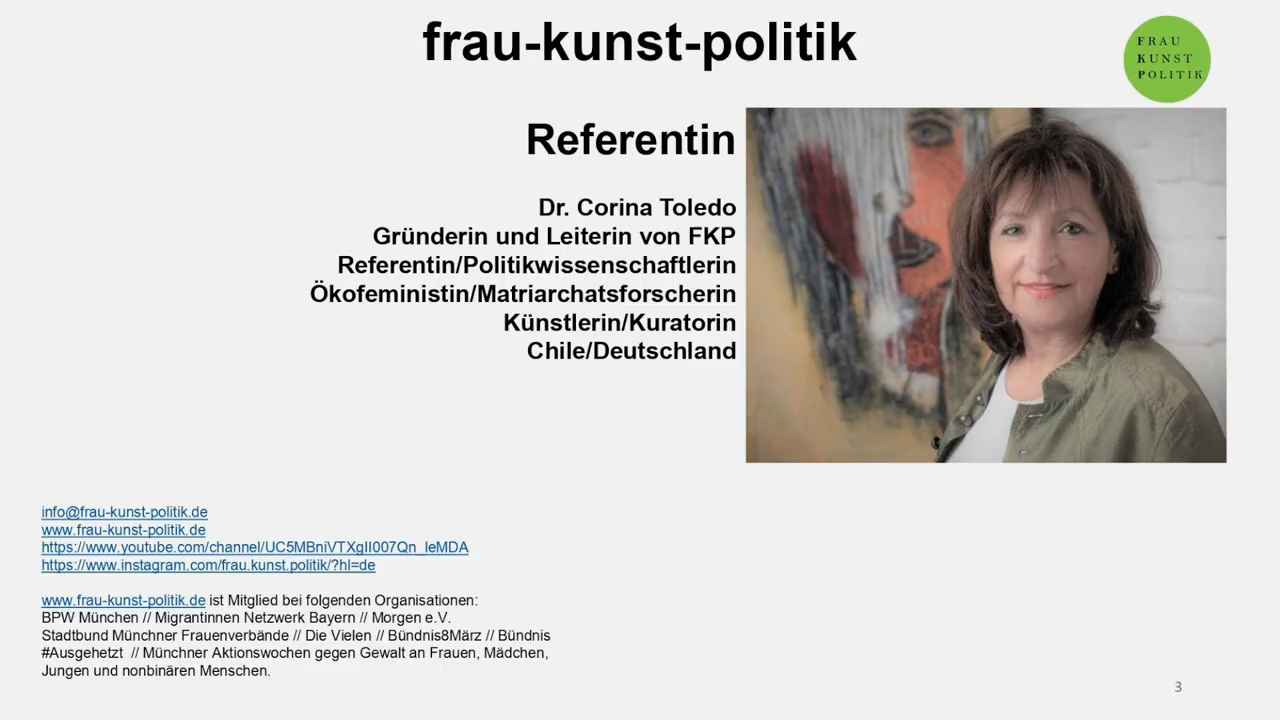 frau-kunst-politik
FRAU
KUNST
POLITIK
Referentin
Dr. Corina Toledo
Gründerin und Leiterin von FKP
Referentin/Politikwissenschaftlerin
Ökofeministin/Matriarchatsforscherin
Künstlerin/Kuratorin
Chile/Deutschland
info@frau-kunst-politik.de
www.frau-kunst-politik.de
https://www.youtube.com/channel/UC5MBniVTXgII007Qn_leMDA
https://www.instagram.com/frau.kunst.politik/?hl=de
www.frau-kunst-politik.de ist Mitglied bei folgenden Organisationen:
BPW München // Migrantinnen Netzwerk Bayern // Morgen e.V.
Stadtbund Münchner Frauenverbände // Die Vielen // Bündnis8März // Bündnis
#Ausgehetzt // Münchner Aktionswochen gegen Gewalt an Frauen, Mädchen,
Jungen und nonbinären Menschen.
3